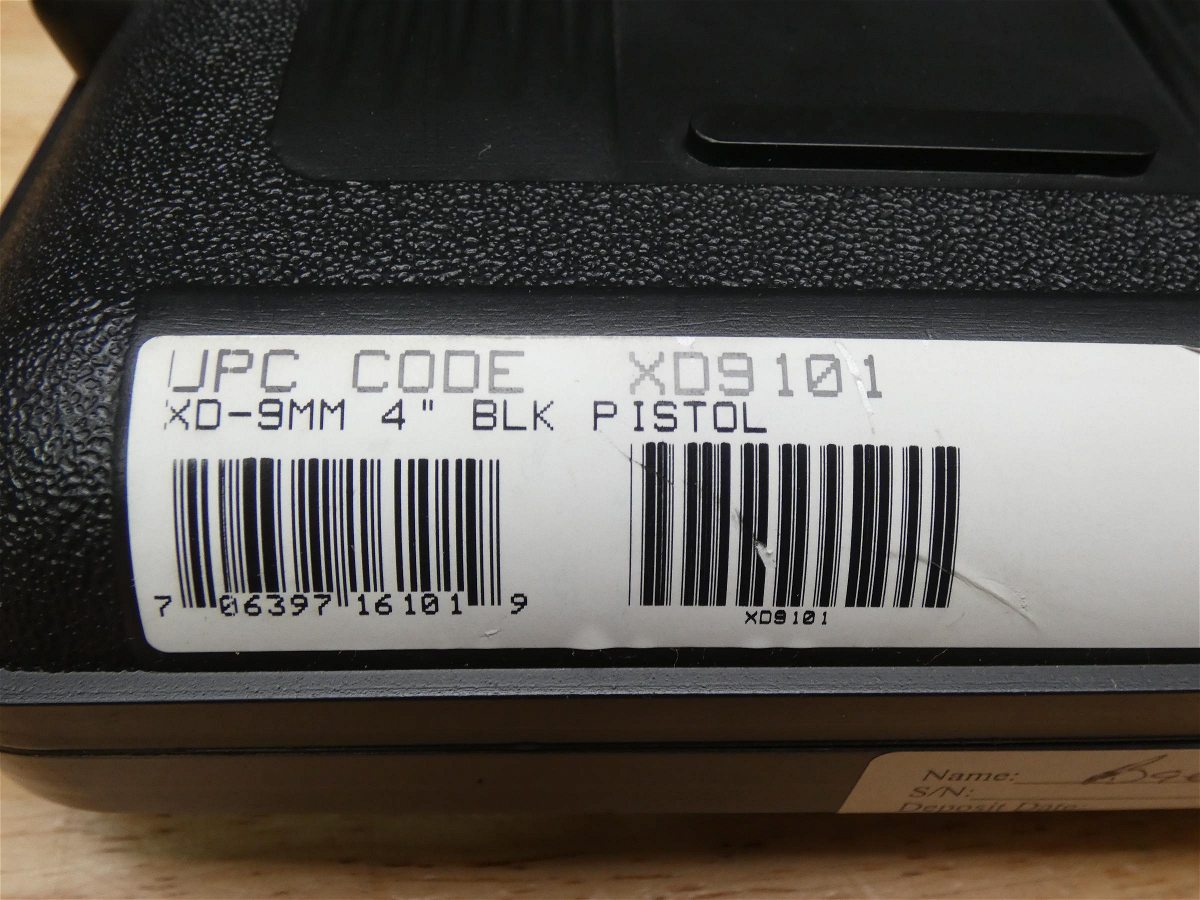 UPC CODE XD9101
XD-9MM 4" BLK PISTOL
7 06397 16101 9
XD9101
Name:
S/N:
Deposit Date: